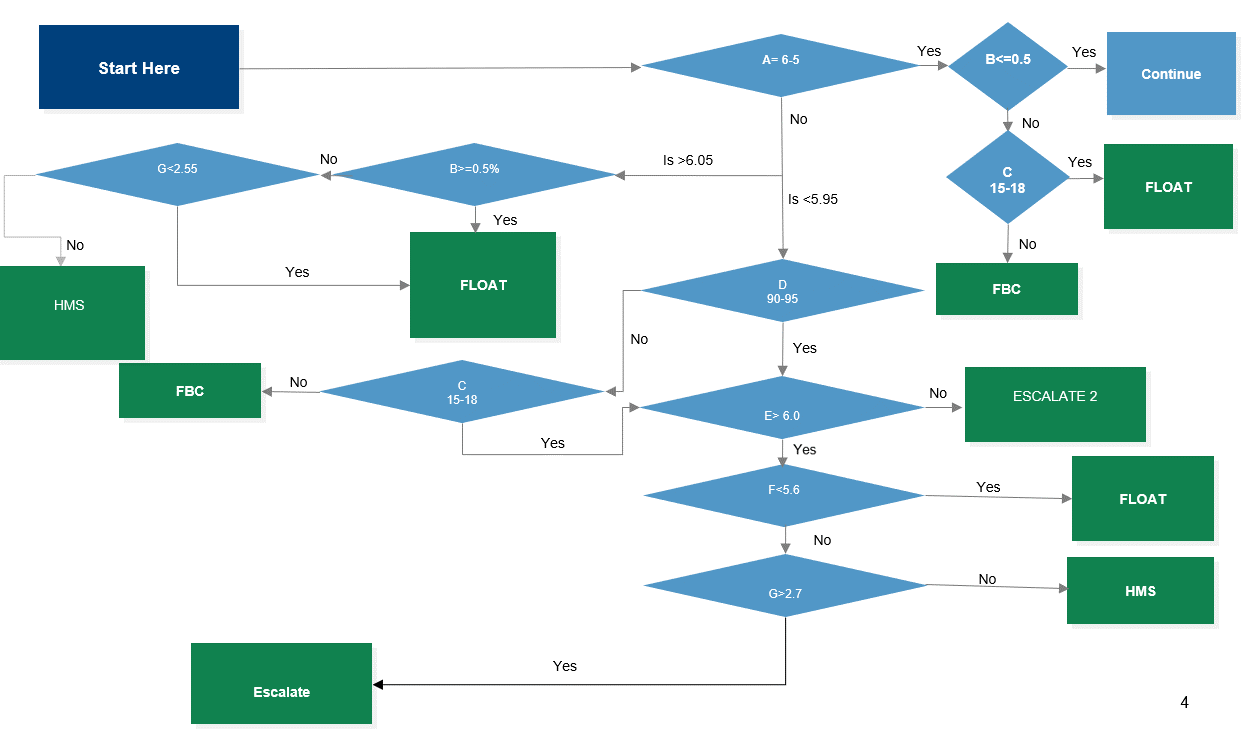 Start Here
A= 6-5
Yes
B<=0.5
Yes
Continue
No
No
G<2.55
No
B>=0.5%
Is >6.05
C
15-18
Yes
FLOAT
Is <5.95
Yes
No
No
HMS
Yes
FLOAT
D
90-95
FBC
No
Yes
FBC
No
C
15-18
E> 6.0
No
ESCALATE 2
Yes
Yes
F<5.6
Yes
FLOAT
No
G>2.7
No
HMS
Yes
Escalate
4